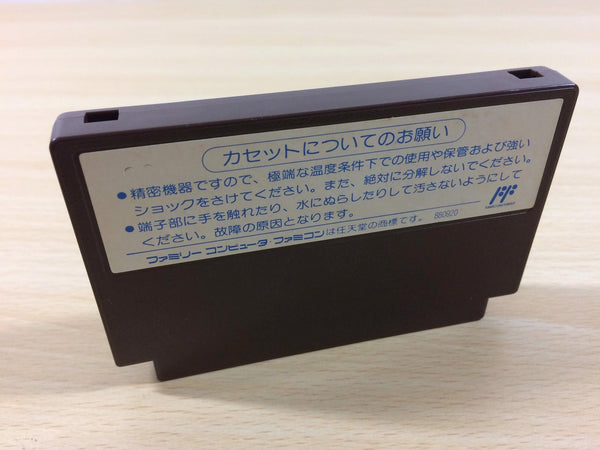 カセットについてのお願い
●精密機器ですので、極端な温度条件下での使用や保管および強い
ショックをさけてください。また、絶対に分解しないでください。
●端子部に手を触れたり、水にぬらしたりして汚さないようにして
ください。故障の原因となります。
ファミリー コンピュータ ファミコンは任天堂の商標です。 880920